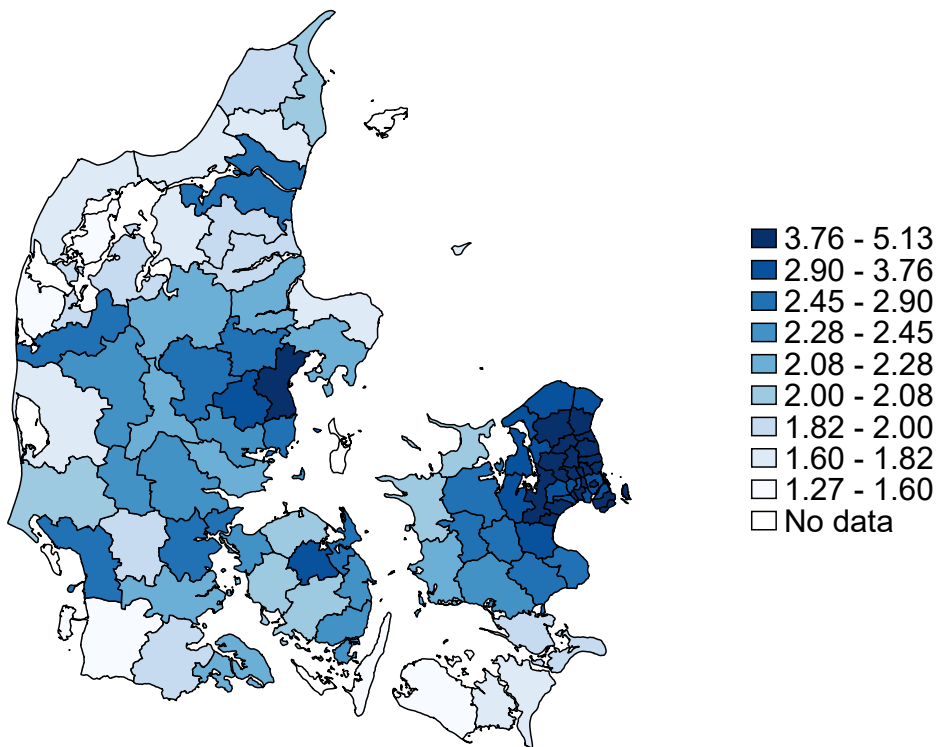 3.76 - 5.13
2.90 - 3.76
2.45 - 2.90
2.28 - 2.45
2.08 - 2.28
2.00 - 2.08
1.82 - 2.00
1.60 - 1.82
1.27 - 1.60
No data